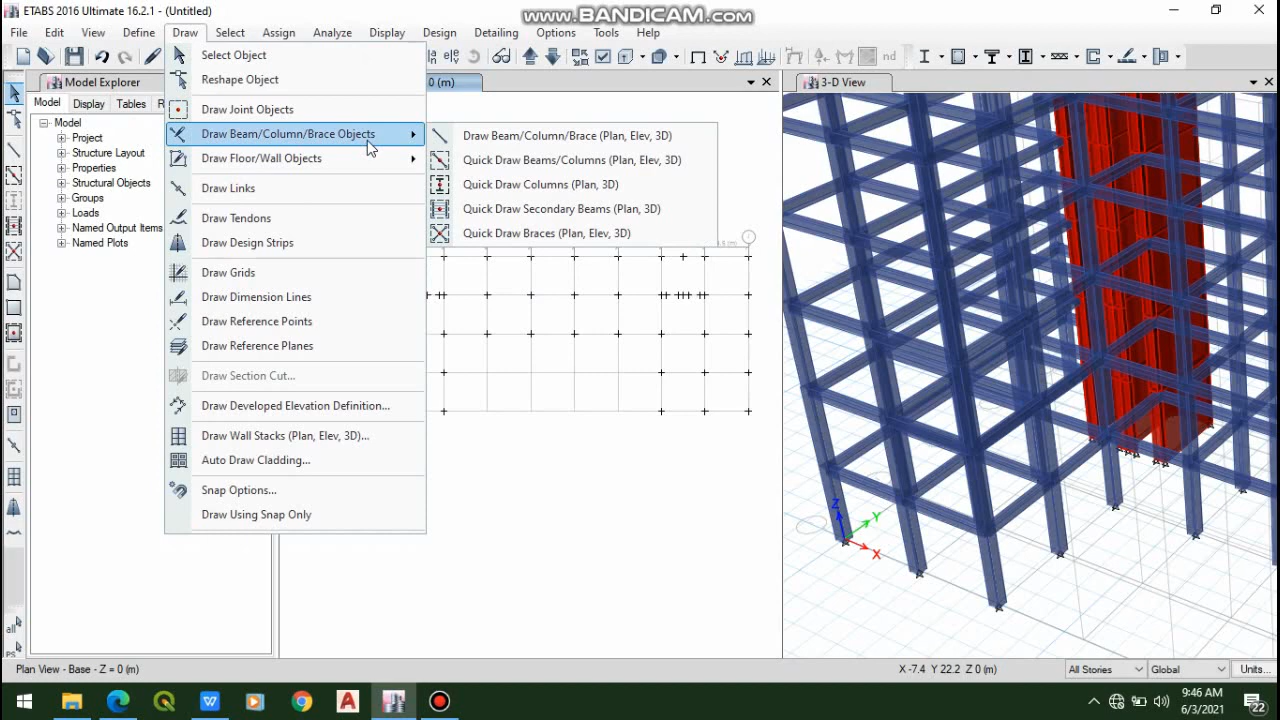 ETABS 2016 Ultimate 16.2.1 - (Untitled)
www.BANDICAM.com
File Edit View Define Draw Select Assign Analyze Display Design Detailing Options Tools Help
nd
Model Explorer
0 (m)
3-D View
Model Display Tables R
Model
Project
Structure Layout
Properties
Structural Objects
Groups
Loads
Named Output Items
Named Plots
Select Object
Reshape Object
Draw Joint Objects
Draw Beam/Column/Brace Objects
Draw Floor/Wall Objects
Draw Links
Draw Tendons
Draw Design Strips
Draw Grids
Draw Dimension Lines
Draw Reference Points
Draw Reference Planes
Draw Section Cut...
Draw Developed Elevation Definition...
Draw Wall Stacks (Plan, Elev, 3D)...
Auto Draw Cladding...
Snap Options...
Draw Using Snap Only
Draw Beam/Column/Brace (Plan, Elev, 3D)
Quick Draw Beams/Columns (Plan, Elev, 3D)
Quick Draw Columns (Plan, 3D)
Quick Draw Secondary Beams (Plan, 3D)
Quick Draw Braces (Plan, Elev, 3D)
Z
Y
X
all
PS
Plan View - Base - Z = 0 (m)
X -7.4 Y 22.2 Z 0 (m)
All Stories
Global
Units...
9:46 AM
6/3/2021
22